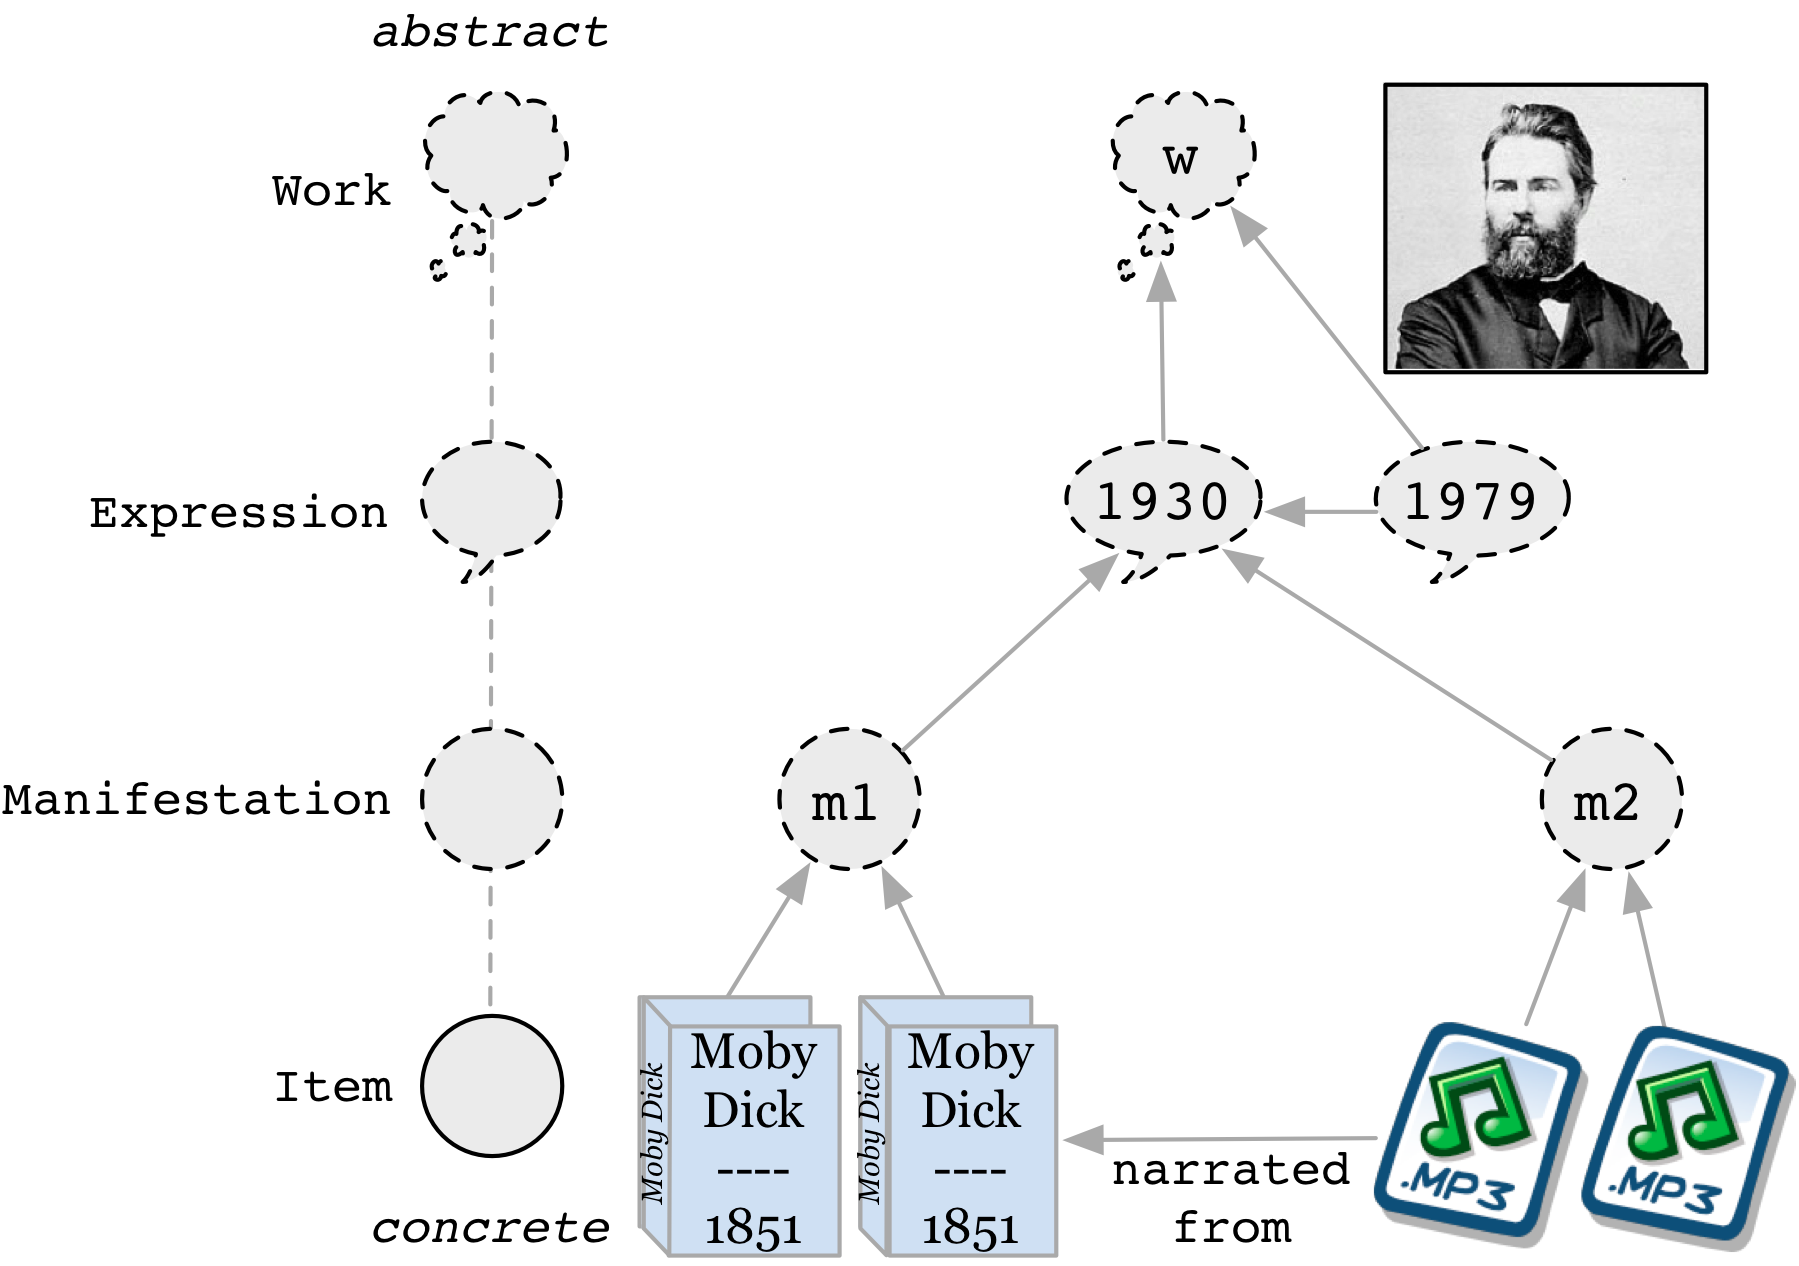 abstract
Work
w
Expression
1930
1979
Manifestation
m1
m2
Item
Moby Dick
Moby
Dick
----
1851
Moby Dick
Moby
Dick
----
1851
narrated
from
.MP3
.MP3
concrete